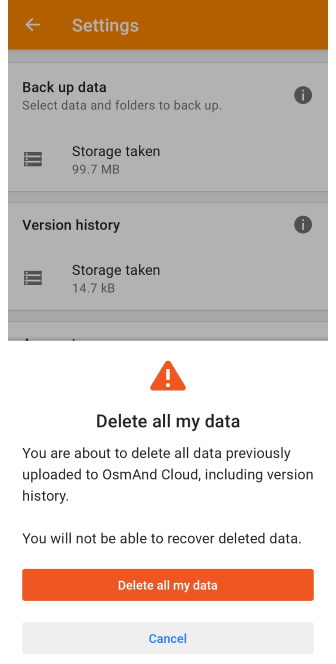 Settings
Back up data
Select data and folders to back up.
Storage taken
99.7 MB
Version history
Storage taken
14.7 kB
Delete all my data
You are about to delete all data previously
uploaded to OsmAnd Cloud, including version
history.
You will not be able to recover deleted data.
Delete all my data
Cancel